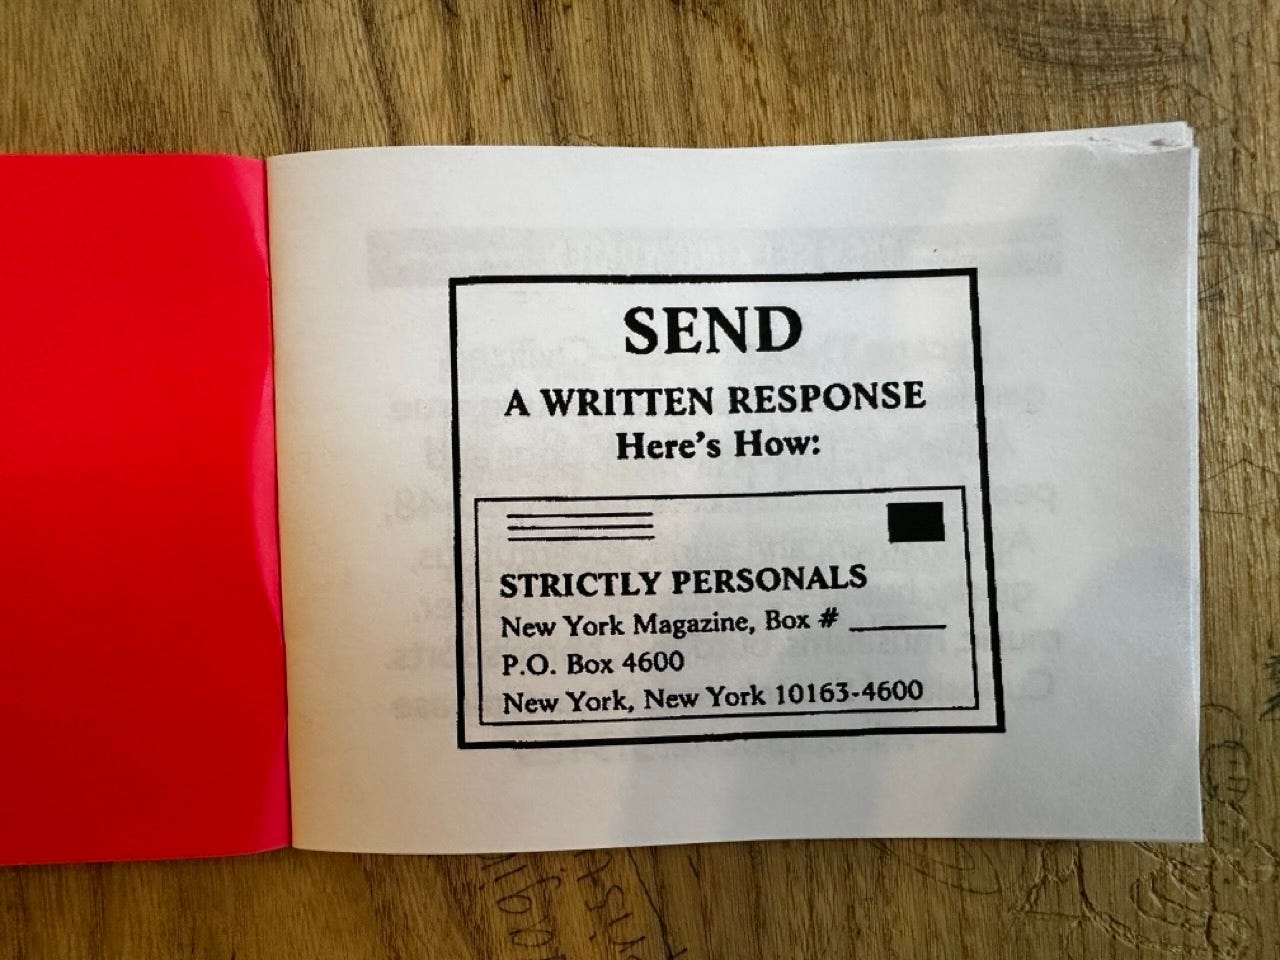 SEND
A WRITTEN RESPONSE
Here's How:
STRICTLY PERSONALS
New York Magazine, Box # ________
P.O. Box 4600
New York, New York 10163-4600